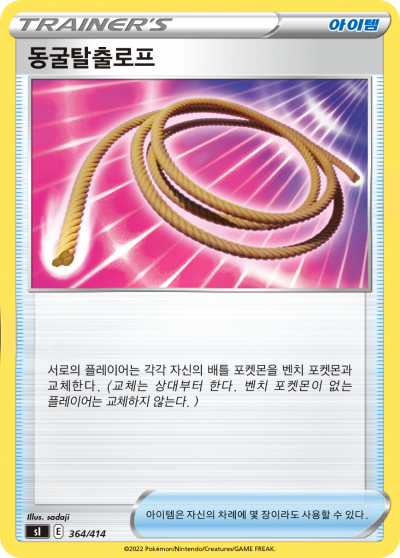 TRAINER'S 아이템
동굴탈출로프
서로의 플레이어는 각각 자신의 배틀 포켓몬을 벤치 포켓몬과
교체한다. (교체는 상대부터 한다. 벤치 포켓몬이 없는
플레이어는 교체하지 않는다. )
Illus. sadaji
sI E 364/414
아이템은 자신의 차례에 몇 장이라도 사용할 수 있다.
©2022 Pokémon/Nintendo/Creatures/GAME FREAK.